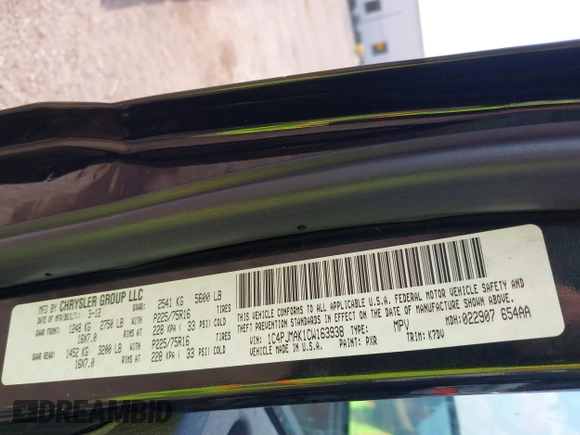 MFD BY CHRYSLER GROUP LLC
DATE OF MFR(BUILT): 3-12 GVWR: 2541 KG 5600 LB
GAWR FRONT: 1248 KG 2750 LB WITH P225/75R16 TIRES
16X7.0 RIMS AT 228 KPA ( 33 PSI) COLD
GAWR REAR: 1452 KG 3200 LB WITH P225/75R16 TIRES
16X7.0 RIMS AT 228 KPA ( 33 PSI) COLD
THIS VEHICLE CONFORMS TO ALL APPLICABLE U.S.A. FEDERAL MOTOR VEHICLE SAFETY AND
THEFT PREVENTION STANDARDS IN EFFECT ON THE DATE OF MANUFACTURE SHOWN ABOVE.
VIN: 1C4PJMAK1CW163938 TYPE: MPV MDH: 022907 654AA
VEHICLE MADE IN U.S.A. PAINT: PXR TRIM: K7DV
DREAMBID